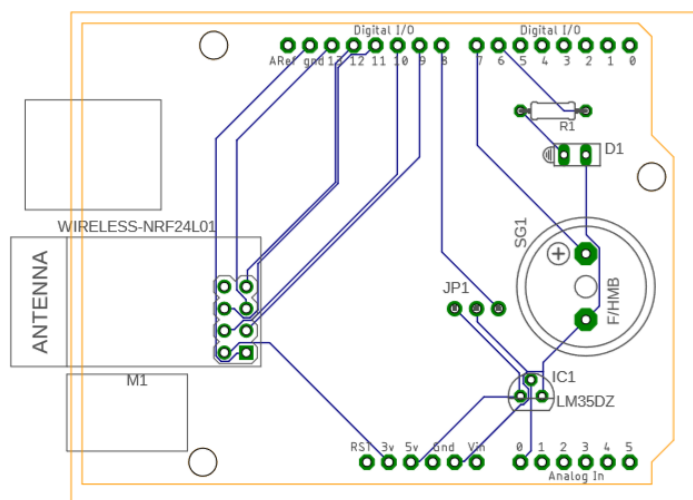 Digital I/O Digital I/O
ARef gnd 13 12 11 10 9 8 7 6 5 4 3 2 1 0
R1
D1
WIRELESS-NRF24L01
SG1
ANTENNA
F/HMB
JP1
M1
IC1
LM35DZ
RST 3v 5v Gnd Vin 0 1 2 3 4 5
Analog In